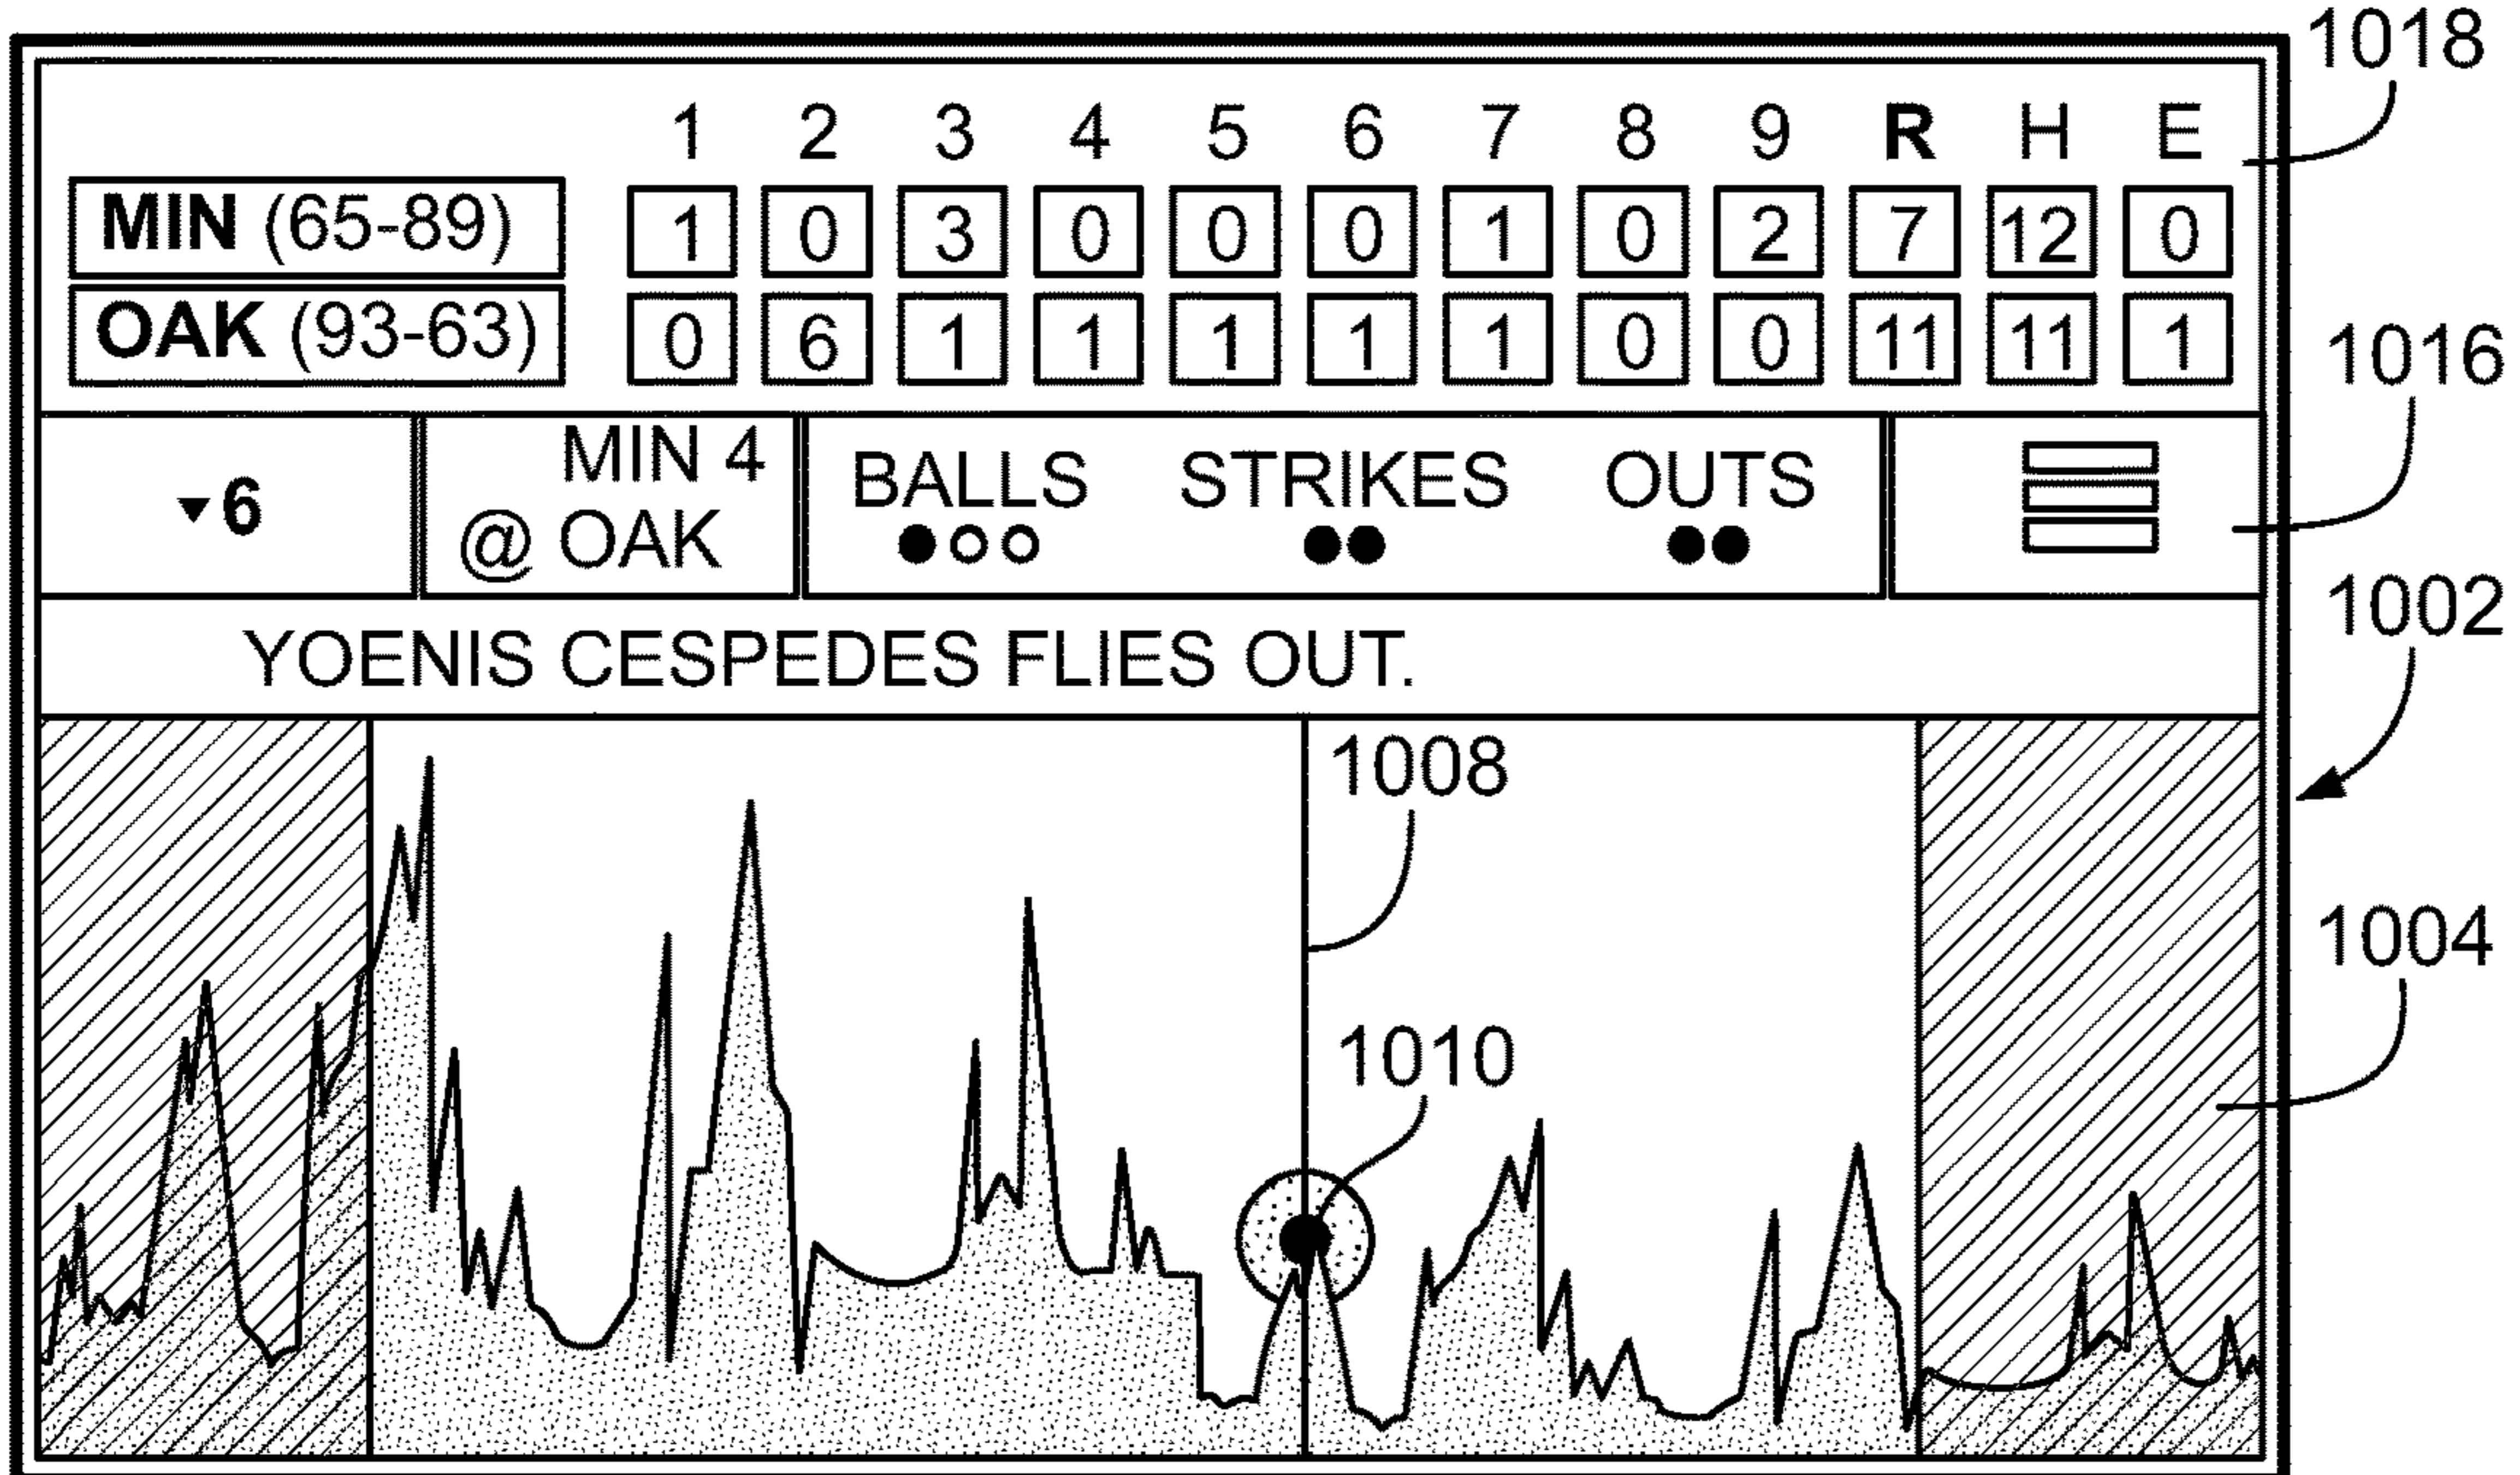 1018
1 2 3 4 5 6 7 8 9 R H E
MIN (65-89) 1 0 3 0 0 0 1 0 2 7 12 0
OAK (93-63) 0 6 1 1 1 1 1 0 0 11 11 1
1016
▼6
MIN 4
@ OAK
BALLS STRIKES OUTS
1002
YOENIS CESPEDES FLIES OUT.
1008
1004
1010